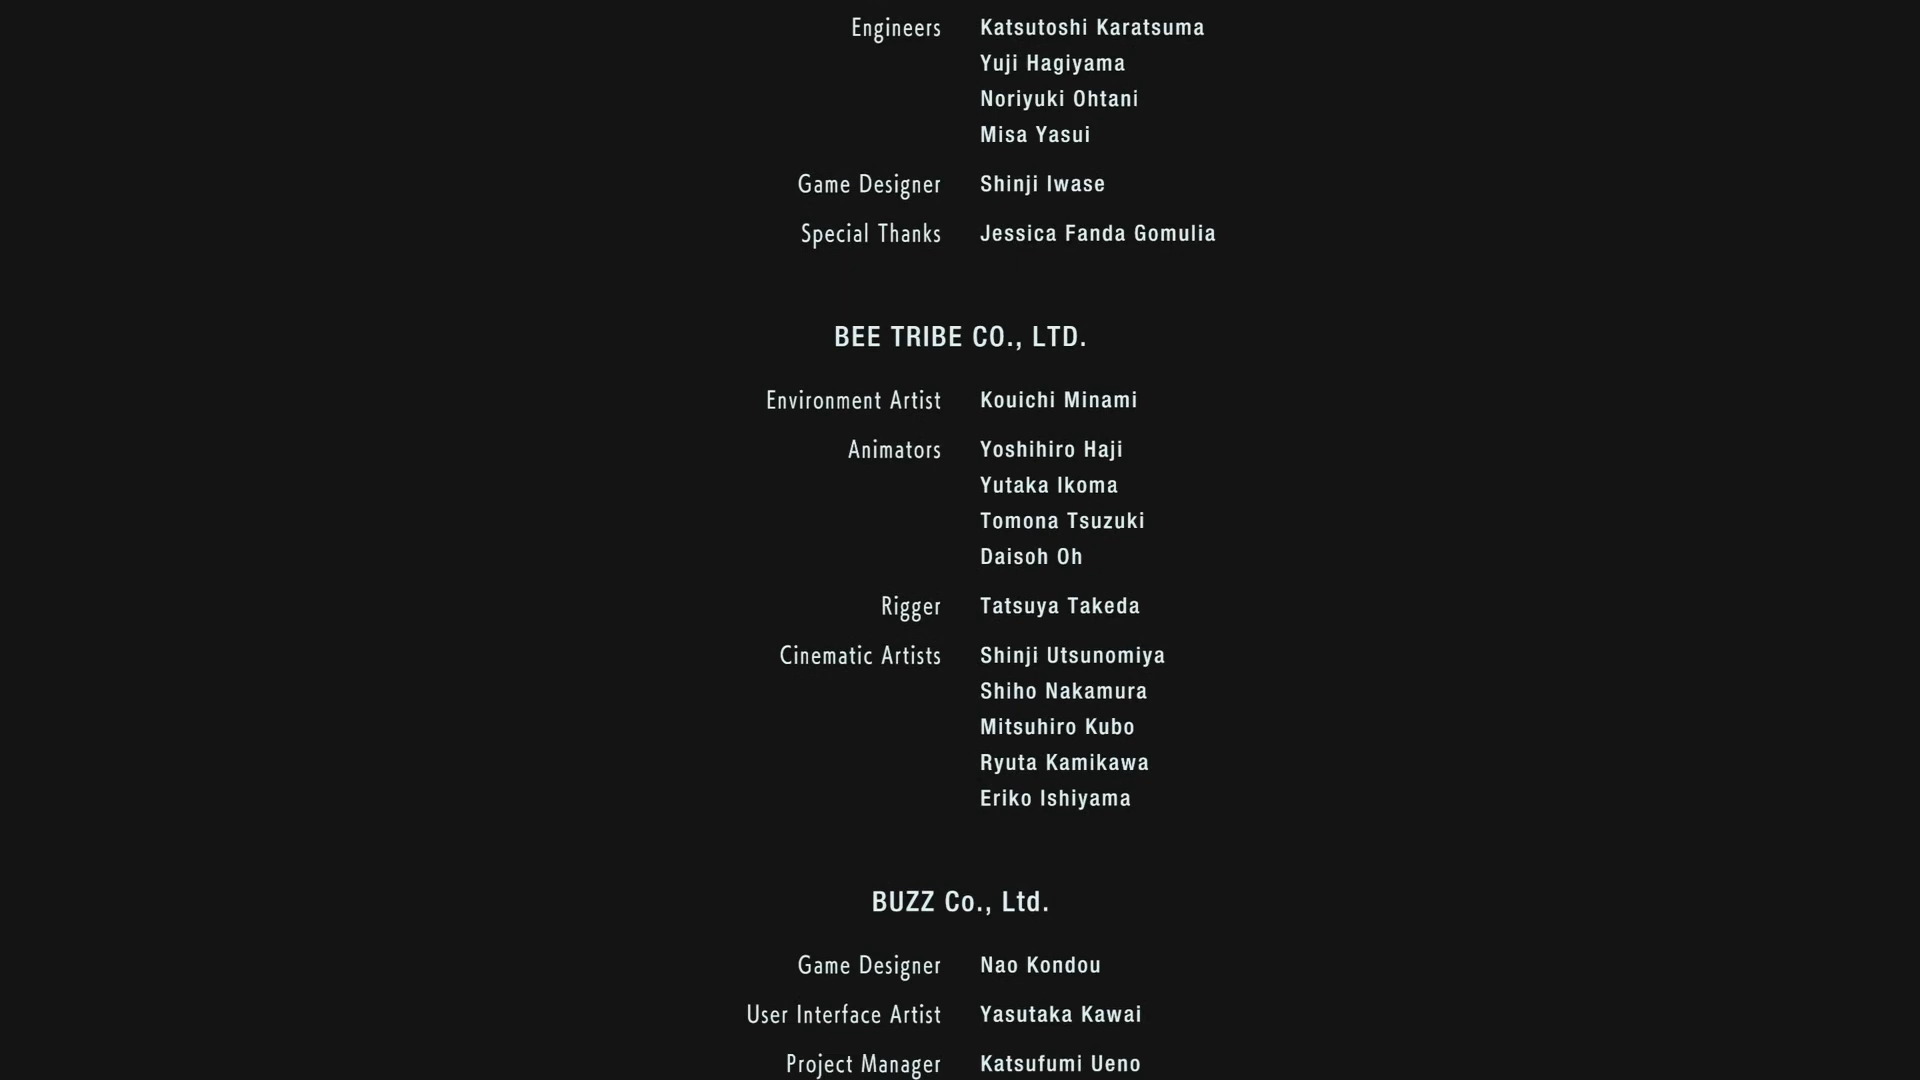 Engineers Katsutoshi Karatsuma
Yuji Hagiyama
Noriyuki Ohtani
Misa Yasui
Game Designer Shinji Iwase
Special Thanks Jessica Fanda Gomulia
BEE TRIBE CO., LTD.
Environment Artist Kouichi Minami
Animators Yoshihiro Haji
Yutaka Ikoma
Tomona Tsuzuki
Daisoh Oh
Rigger Tatsuya Takeda
Cinematic Artists Shinji Utsunomiya
Shiho Nakamura
Mitsuhiro Kubo
Ryuta Kamikawa
Eriko Ishiyama
BUZZ Co., Ltd.
Game Designer Nao Kondou
User Interface Artist Yasutaka Kawai
Project Manager Katsufumi Ueno